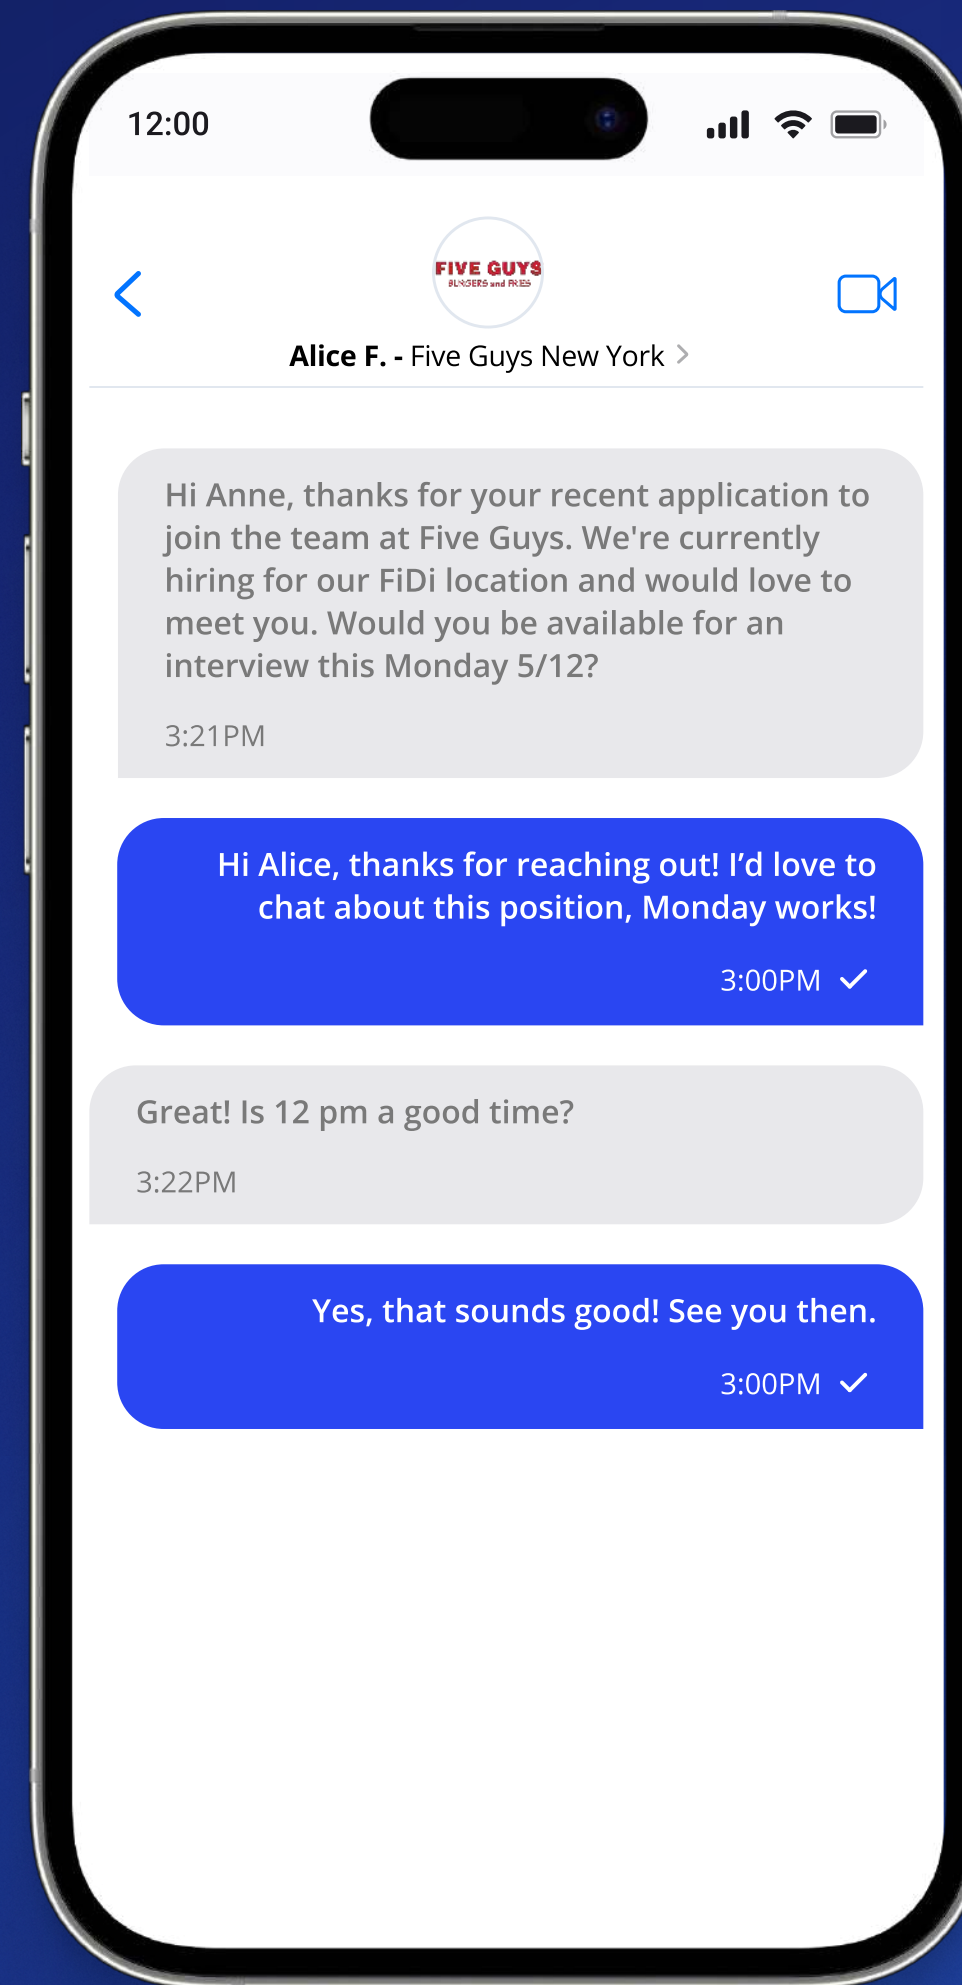 12:00
FIVE GUYS
BURGERS and FRIES
Alice F. - Five Guys New York
Hi Anne, thanks for your recent application to
join the team at Five Guys. We're currently
hiring for our FiDi location and would love to
meet you. Would you be available for an
interview this Monday 5/12?
3:21PM
Hi Alice, thanks for reaching out! I’d love to
chat about this position, Monday works!
3:00PM
Great! Is 12 pm a good time?
3:22PM
Yes, that sounds good! See you then.
3:00PM